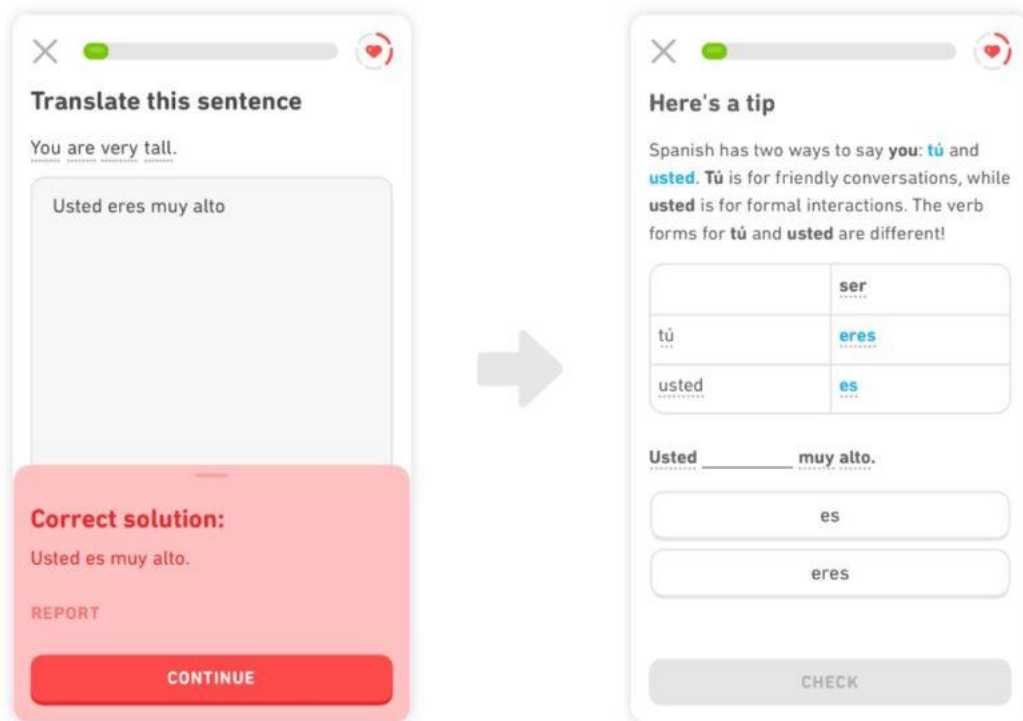 Translate this sentence
You are very tall.
Usted eres muy alto
Correct solution:
Usted es muy alto.
REPORT
CONTINUE
Here's a tip
Spanish has two ways to say you: tú and
usted. Tú is for friendly conversations, while
usted is for formal interactions. The verb
forms for tú and usted are different!
ser
tú eres
usted es
Usted ________ muy alto.
es
eres
CHECK